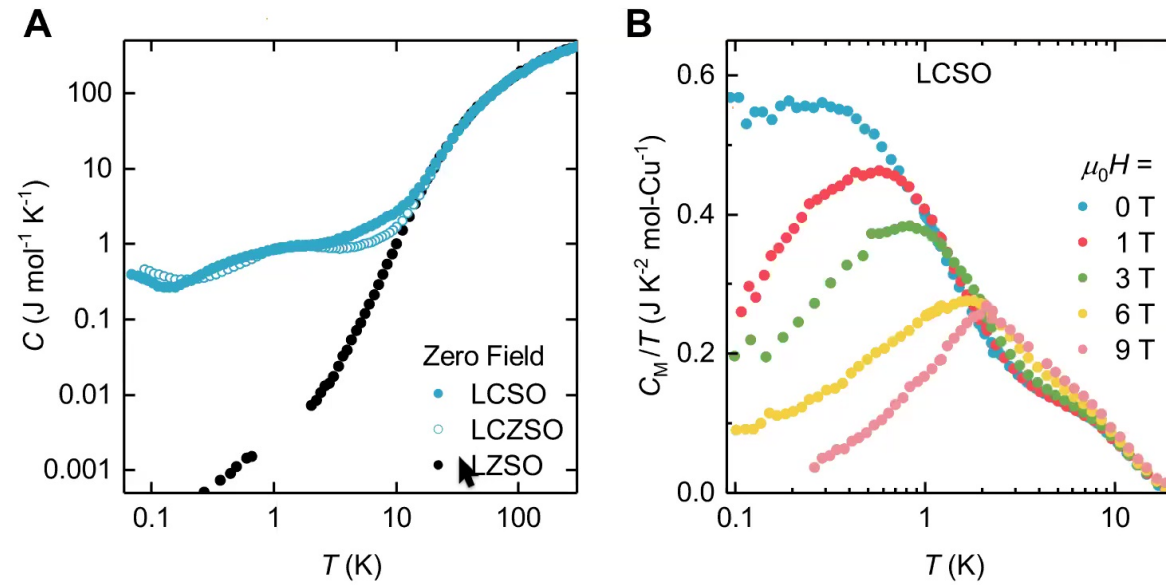 A
C (J mol⁻¹ K⁻¹)
100
10
1
0.1
0.01
0.001
Zero Field
LCSO
LCZSO
LZSO
0.1 1 10 100
T (K)
B
LCSO
C_M/T (J K⁻² mol-Cu⁻¹)
0.6
0.4
0.2
0.0
μ₀H =
0 T
1 T
3 T
6 T
9 T
0.1 1 10
T (K)